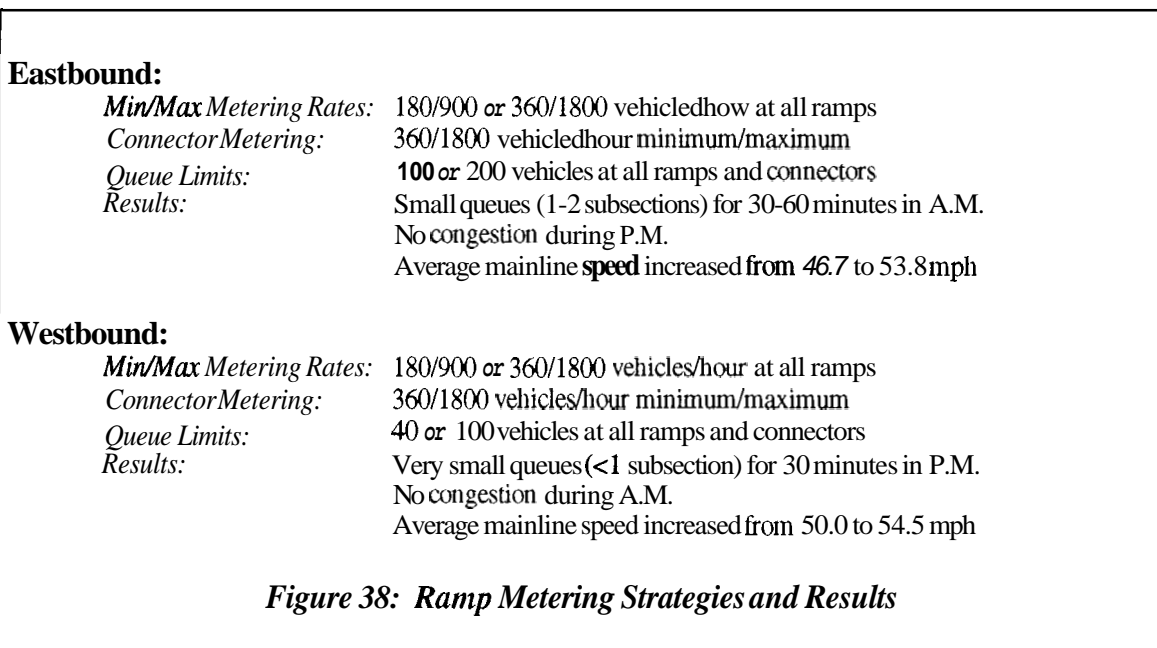 Eastbound:
Min/Max Metering Rates: 180/900 or 360/1800 vehicledhow at all ramps
Connector Metering: 360/1800 vehicledhour minimum/maximum
Queue Limits: 100 or 200 vehicles at all ramps and connectors
Results: Small queues (1-2 subsections) for 30-60 minutes in A.M.
No congestion during P.M.
Average mainline speed increased from 46.7 to 53.8 mph
Westbound:
Min/Max Metering Rates: 180/900 or 360/1800 vehicles/hour at all ramps
Connector Metering: 360/1800 vehicles/hour minimum/maximum
Queue Limits: 40 or 100 vehicles at all ramps and connectors
Results: Very small queues (<1 subsection) for 30 minutes in P.M.
No congestion during A.M.
Average mainline speed increased from 50.0 to 54.5 mph
Figure 38: Ramp Metering Strategies and Results